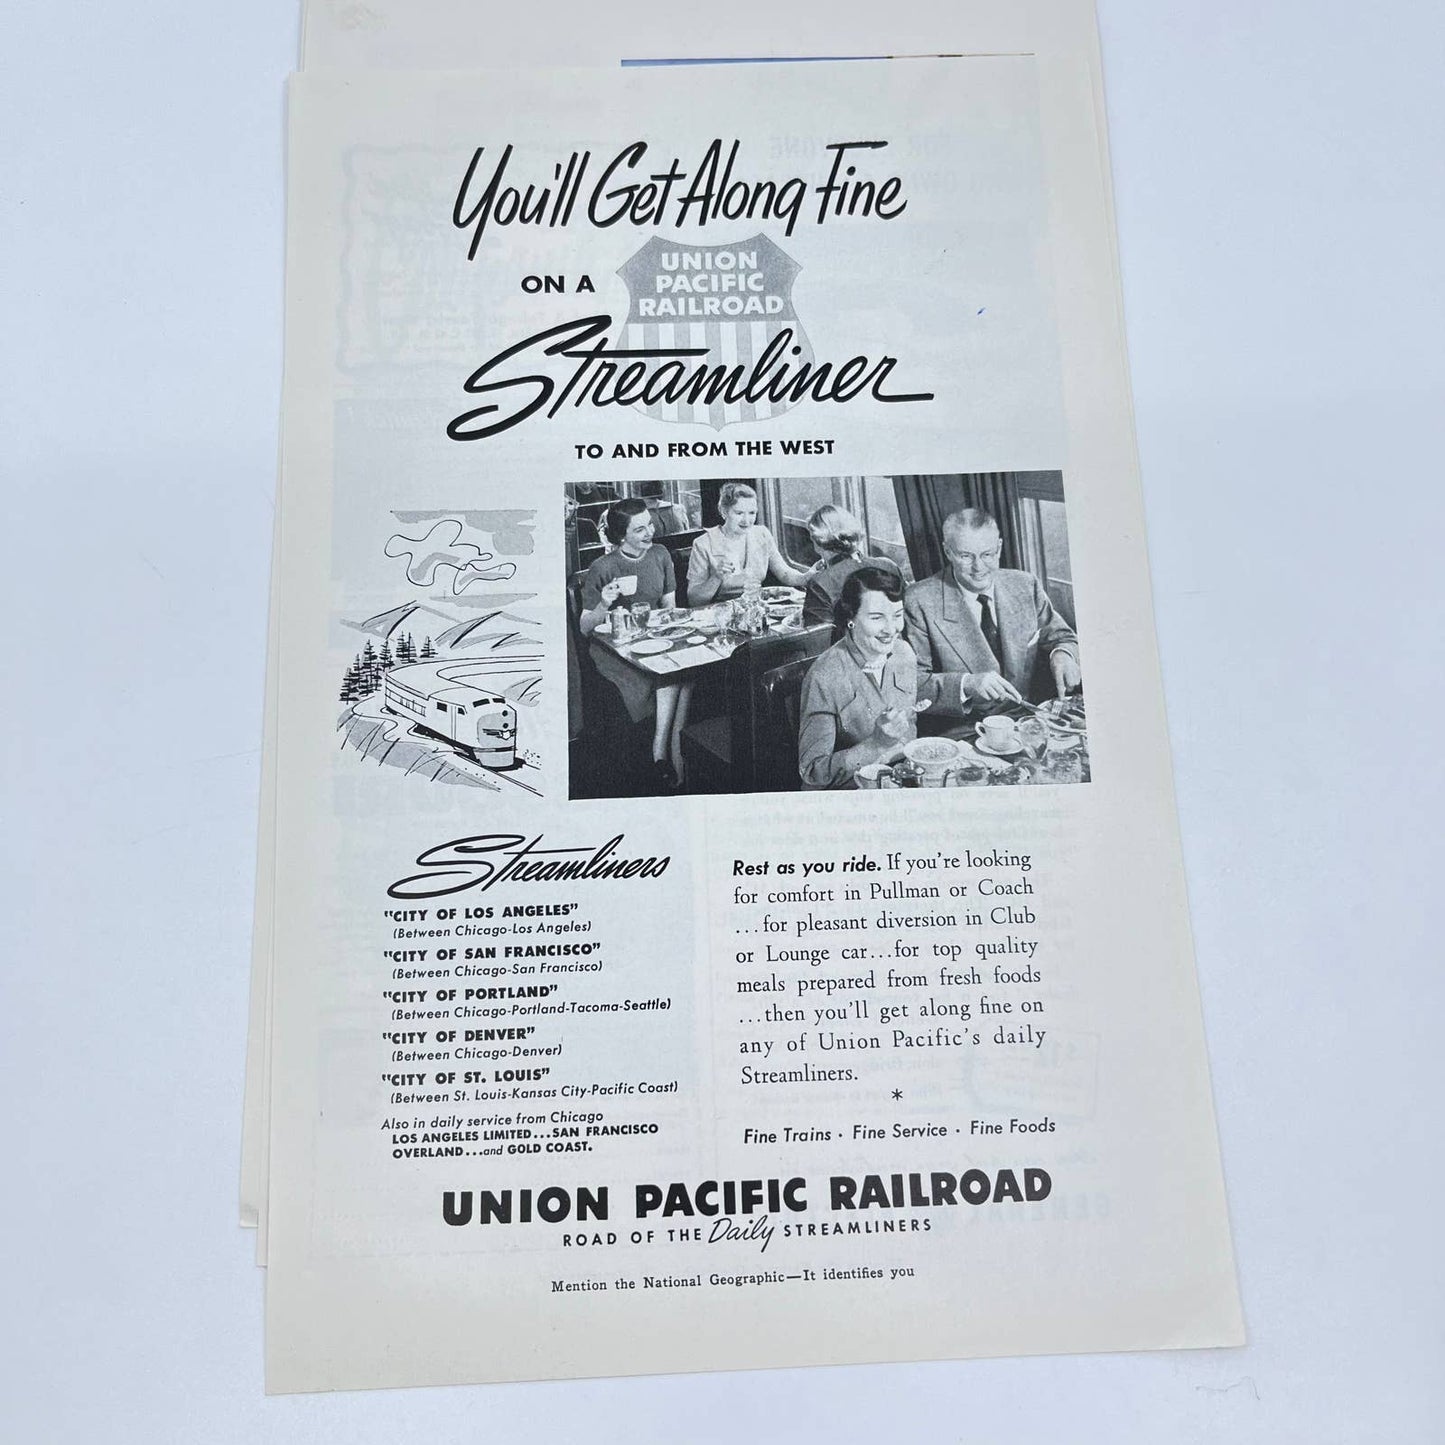 You'll Get Along Fine
ON A
UNION
PACIFIC
RAILROAD
Streamliner
TO AND FROM THE WEST
Streamliners
"CITY OF LOS ANGELES"
(Between Chicago-Los Angeles)
"CITY OF SAN FRANCISCO"
(Between Chicago-San Francisco)
"CITY OF PORTLAND"
(Between Chicago-Portland-Tacoma-Seattle)
"CITY OF DENVER"
(Between Chicago-Denver)
"CITY OF ST. LOUIS"
(Between St. Louis-Kansas City-Pacific Coast)
Also in daily service from Chicago
LOS ANGELES LIMITED...SAN FRANCISCO
OVERLAND...and GOLD COAST.
Rest as you ride. If you're looking
for comfort in Pullman or Coach
...for pleasant diversion in Club
or Lounge car...for top quality
meals prepared from fresh foods
...then you'll get along fine on
any of Union Pacific's daily
Streamliners.
*
Fine Trains · Fine Service · Fine Foods
UNION PACIFIC RAILROAD
ROAD OF THE Daily STREAMLINERS
Mention the National Geographic—It identifies you